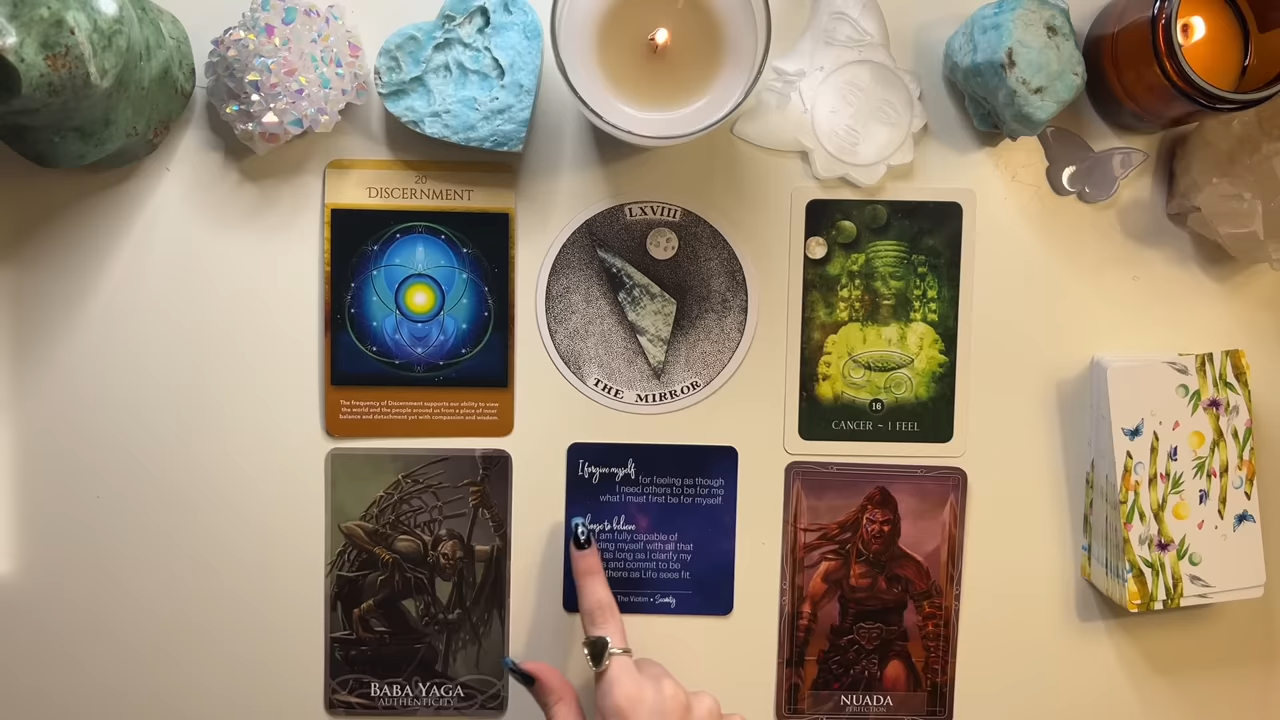 20
DISCERNMENT
The frequency of Discernment supports our ability to view
the world and the people around us from a place of inner
balance and detachment yet with compassion and wisdom.
LXVIII
THE MIRROR
16
CANCER ~ I FEEL
BABA YAGA
AUTHENTICITY
I forgive myself
for feeling as though
I need others to be for me
what I must first be for myself.
to believe
I am fully capable of
myself with all that
as long as I clarify my
and commit to be
there as Life sees fit.
The Victim • Security
NUADA
PERFECTION